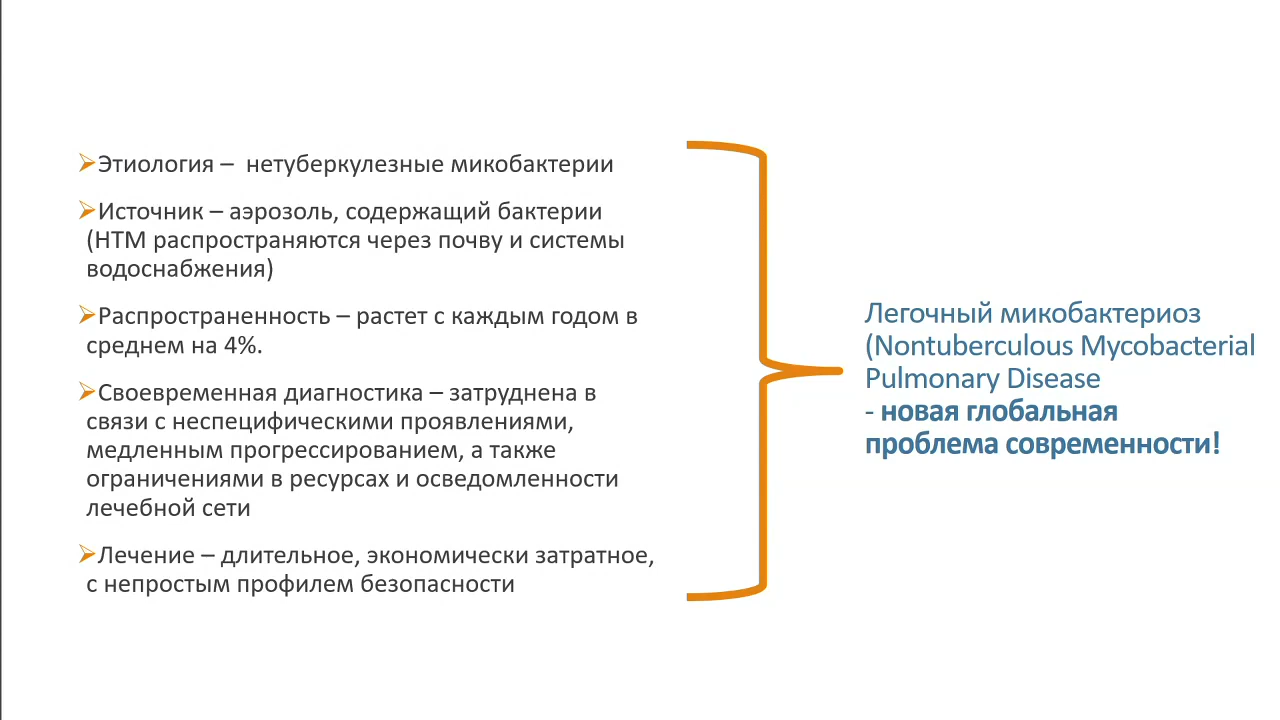 ➢Этиология – нетуберкулезные микобактерии
➢Источник – аэрозоль, содержащий бактерии
(НТМ распространяются через почву и системы
водоснабжения)
➢Распространенность – растет с каждым годом в
среднем на 4%.
➢Своевременная диагностика – затруднена в
связи с неспецифическими проявлениями,
медленным прогрессированием, а также
ограничениями в ресурсах и осведомленности
лечебной сети
➢Лечение – длительное, экономически затратное,
с непростым профилем безопасности
Легочный микобактериоз
(Nontuberculous Mycobacterial
Pulmonary Disease
- новая глобальная
проблема современности!